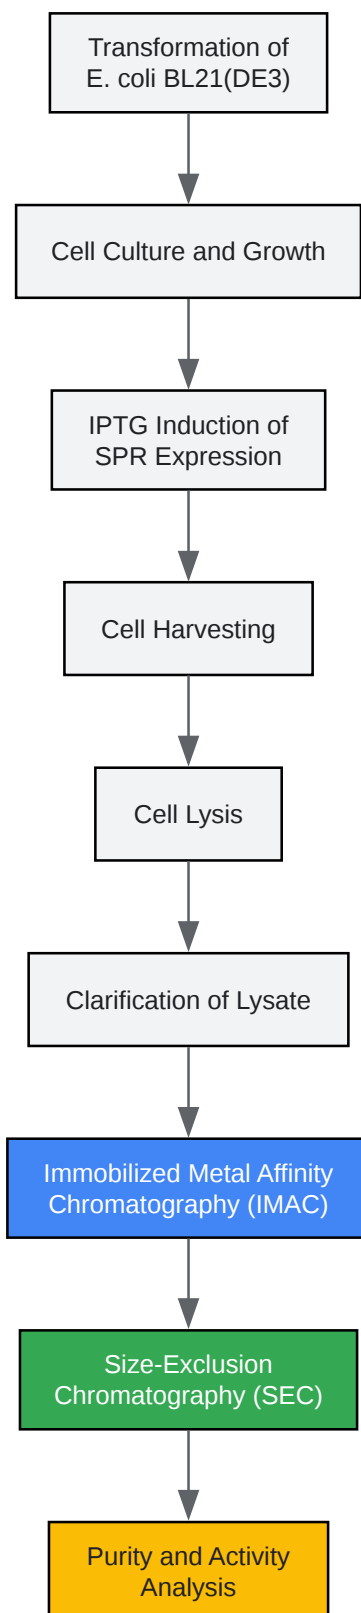 Transformation of
E. coli BL21(DE3)
Cell Culture and Growth
IPTG Induction of
SPR Expression
Cell Harvesting
Cell Lysis
Clarification of Lysate
Immobilized Metal Affinity
Chromatography (IMAC)
Size-Exclusion
Chromatography (SEC)
Purity and Activity
Analysis